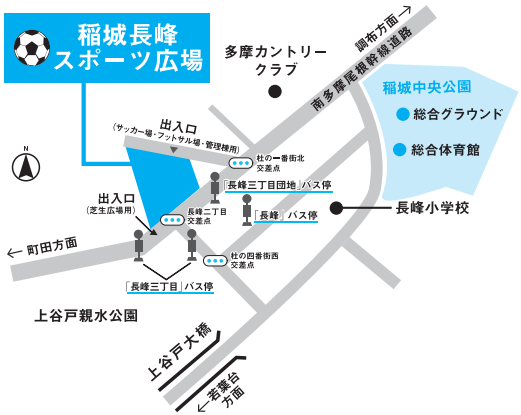 稲城長峰
スポーツ広場
多摩カントリー
クラブ
調布方面→
南多摩尾根幹線道路
稲城中央公園
総合グラウンド
総合体育館
出入口
(サッカー場・フットサル場・管理棟用)
杜の一番街北
交差点
N
「長峰三丁目団地」バス停
出入口
(芝生広場用)
長峰二丁目
交差点
「長峰」バス停
長峰小学校
←町田方面
杜の四番街西
交差点
「長峰三丁目」バス停
上谷戸親水公園
上谷戸大橋
←若葉台
方面